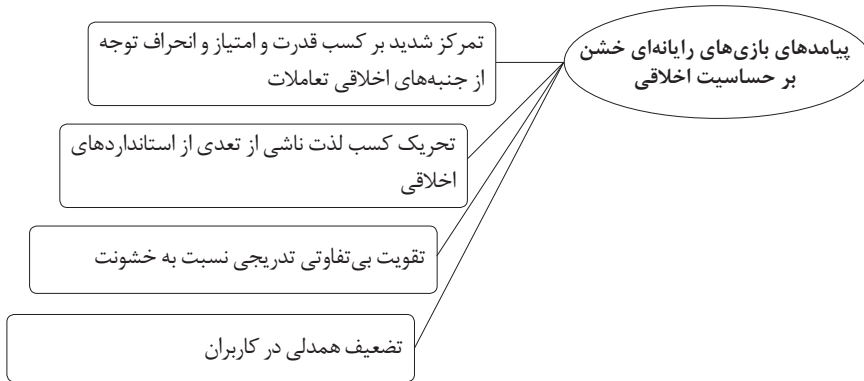 پیامدهای بازی‌های رایانه‌ای خشن
بر حساسیت اخلاقی
تمرکز شدید بر کسب قدرت و امتیاز و انحراف توجه
از جنبه‌های اخلاقی تعاملات
تحریک کسب لذت ناشی از تعدی از استانداردهای
اخلاقی
تقویت بی‌تفاوتی تدریجی نسبت به خشونت
تضعیف همدلی در کاربران